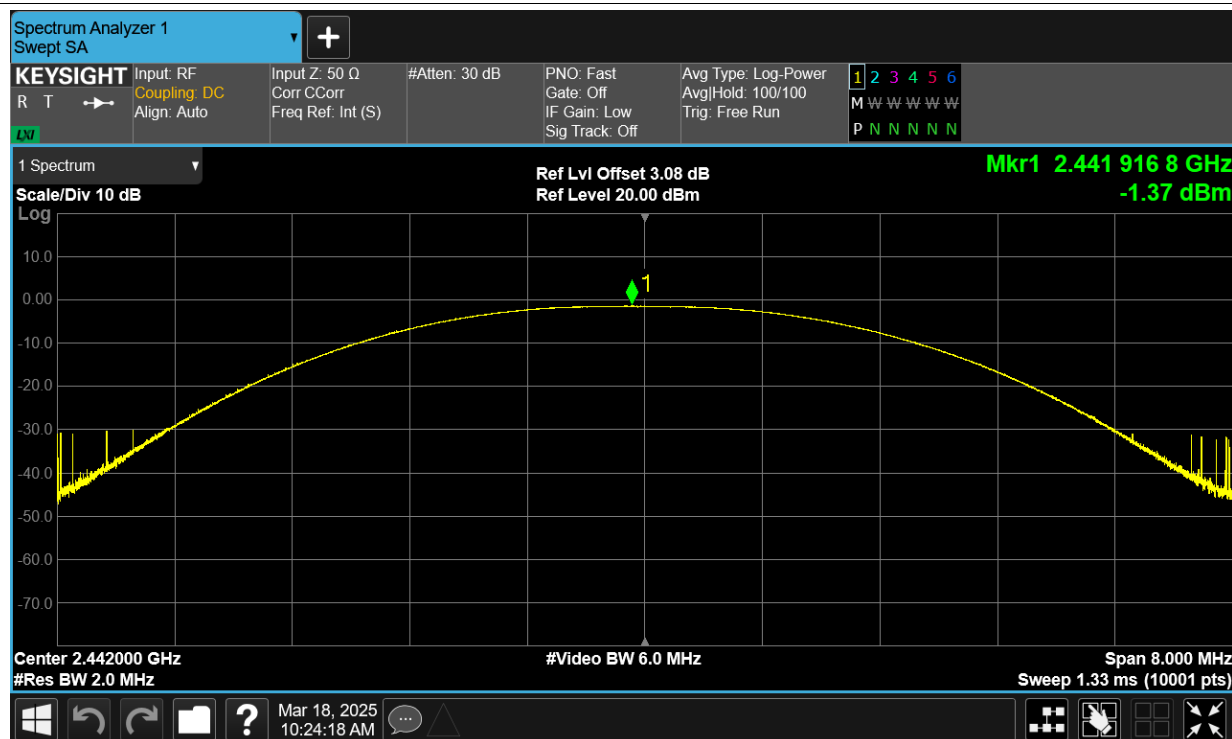 Spectrum Analyzer 1
Swept SA
KEYSIGHT
R T
LXI
Input: RF
Coupling: DC
Align: Auto
Input Z: 50 Ω
Corr CCorr
Freq Ref: Int (S)
#Atten: 30 dB
PNO: Fast
Gate: Off
IF Gain: Low
Sig Track: Off
Avg Type: Log-Power
Avg|Hold: 100/100
Trig: Free Run
1 2 3 4 5 6
M W W W W W
P N N N N N
1 Spectrum
Scale/Div 10 dB
Log
Ref Lvl Offset 3.08 dB
Ref Level 20.00 dBm
Mkr1 2.441 916 8 GHz
-1.37 dBm
10.0
0.00
-10.0
-20.0
-30.0
-40.0
-50.0
-60.0
-70.0
1
Center 2.442000 GHz
#Res BW 2.0 MHz
#Video BW 6.0 MHz
Span 8.000 MHz
Sweep 1.33 ms (10001 pts)
Mar 18, 2025
10:24:18 AM